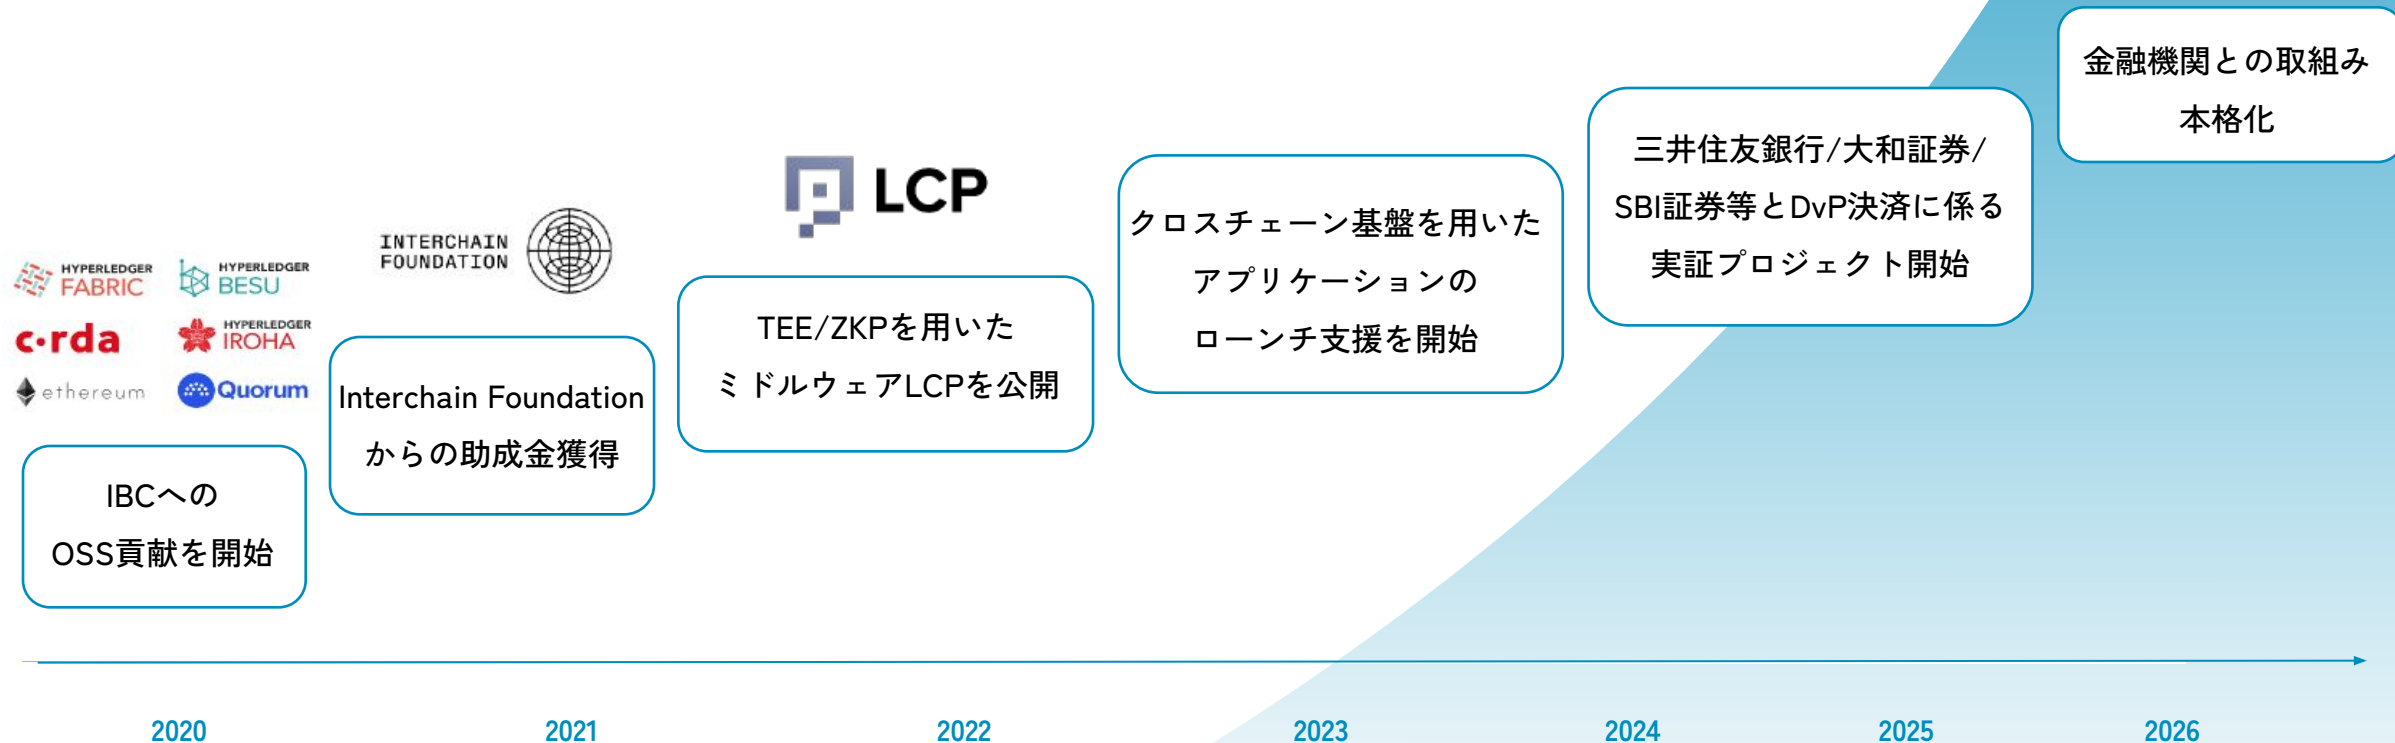 HYPERLEDGER
FABRIC
HYPERLEDGER
BESU
c·rda
HYPERLEDGER
IROHA
ethereum
Quorum
IBCへの
OSS貢献を開始
INTERCHAIN
FOUNDATION
Interchain Foundation
からの助成金獲得
LCP
TEE/ZKPを用いた
ミドルウェアLCPを公開
クロスチェーン基盤を用いた
アプリケーションの
ローンチ支援を開始
三井住友銀行/大和証券/
SBI証券等とDvP決済に係る
実証プロジェクト開始
金融機関との取組み
本格化
2020
2021
2022
2023
2024
2025
2026